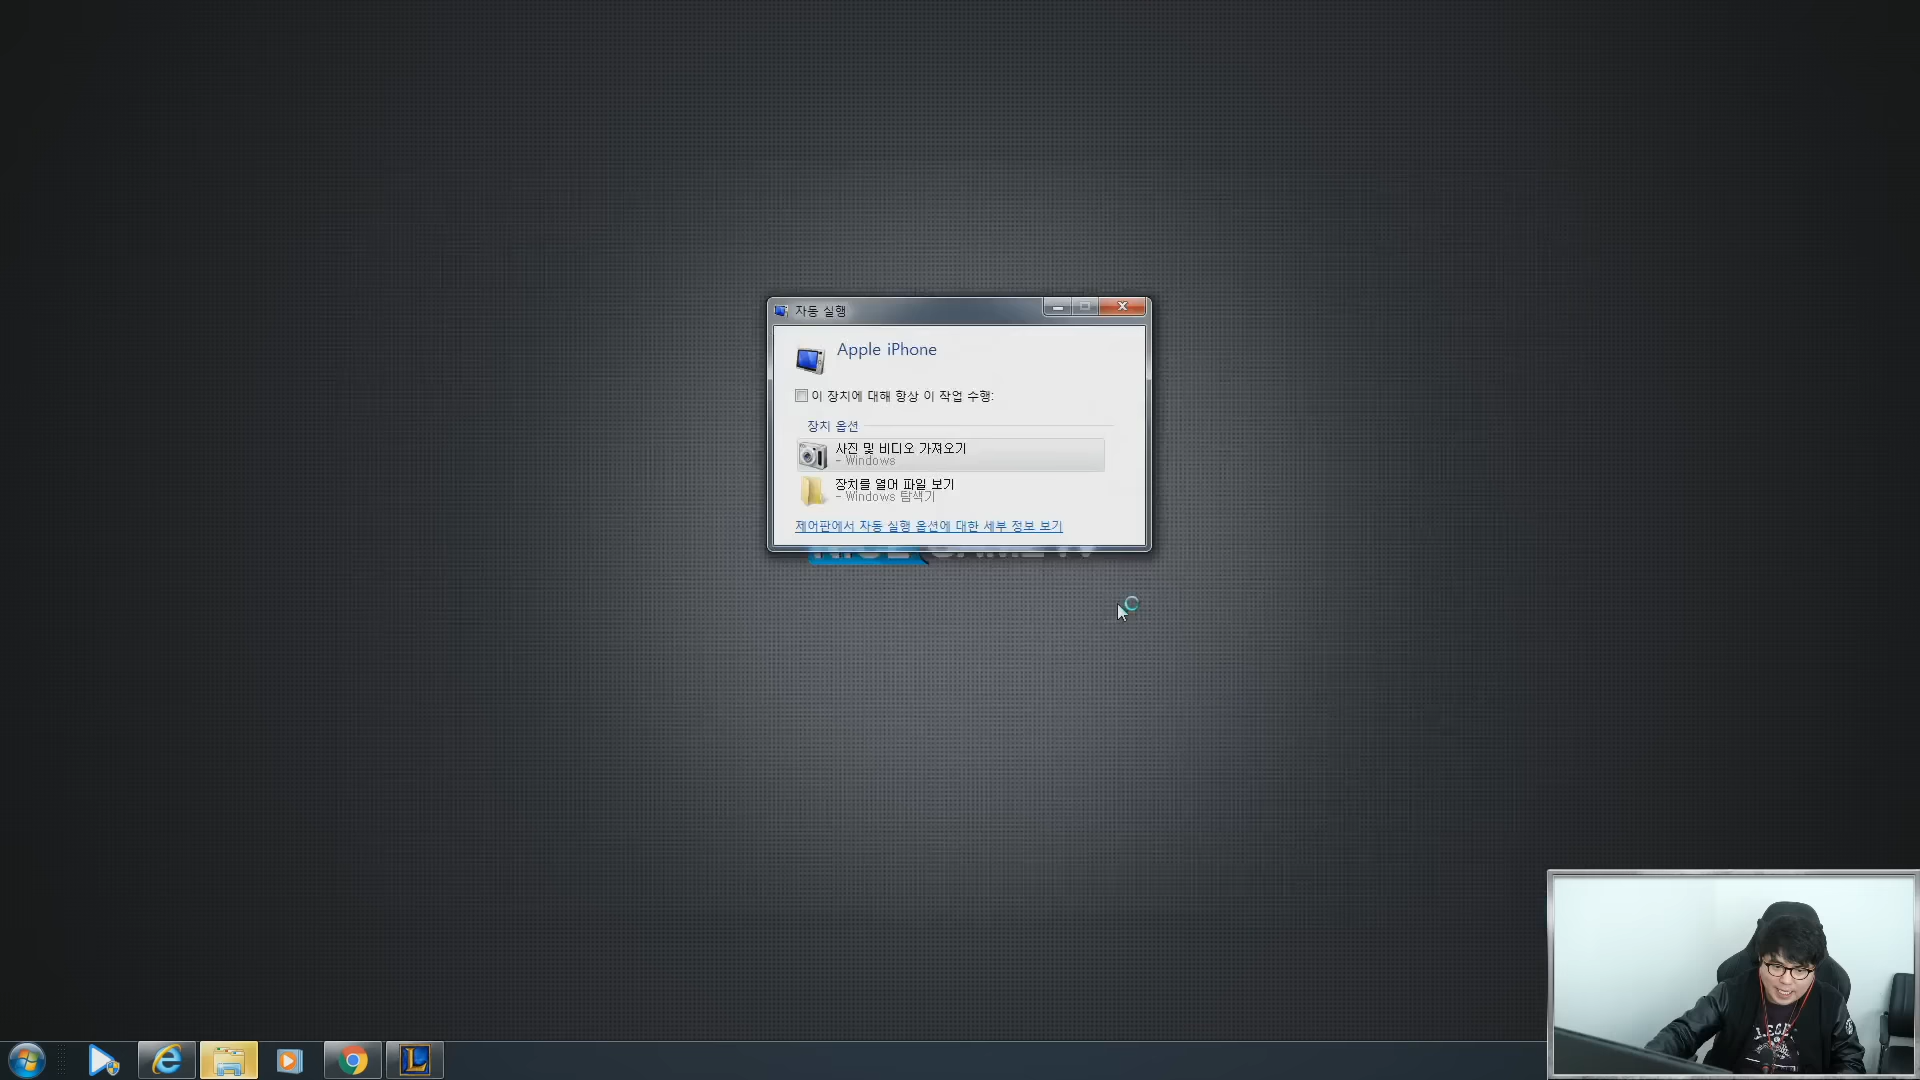 자동 실행
Apple iPhone
이 장치에 대해 항상 이 작업 수행:
장치 옵션
사진 및 비디오 가져오기
- Windows
장치를 열어 파일 보기
- Windows 탐색기
제어판에서 자동 실행 옵션에 대한 세부 정보 보기